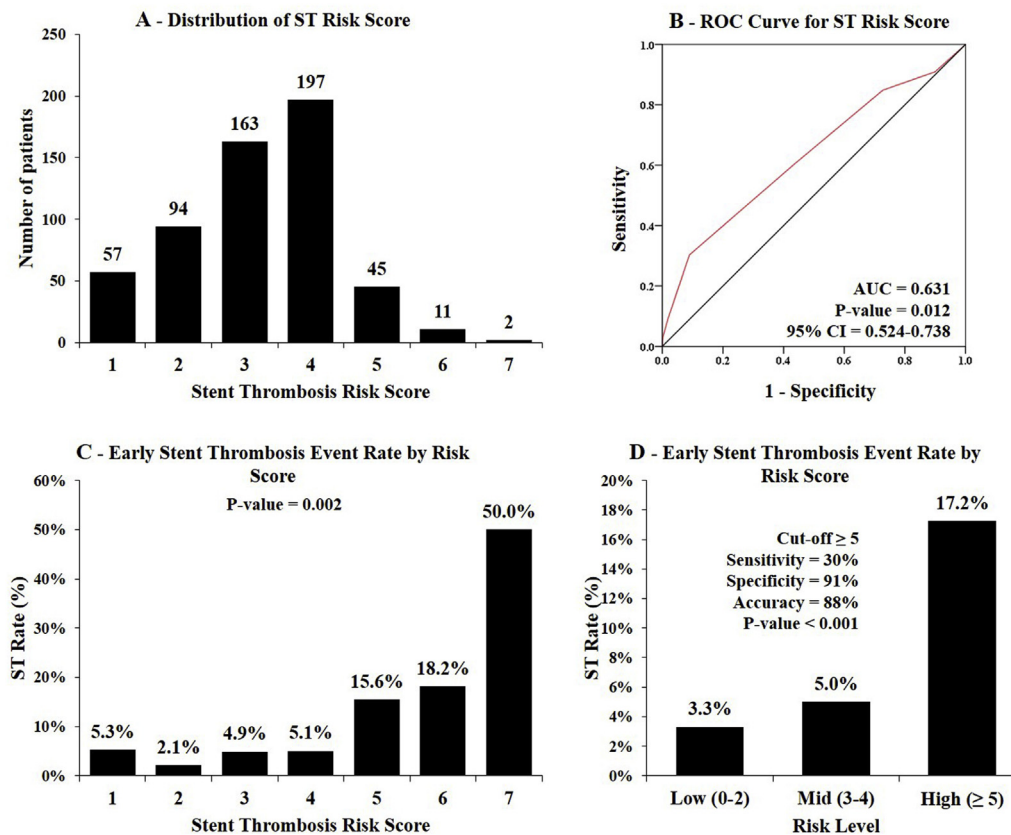 A - Distribution of ST Risk Score
250
200
150
100
50
0
Number of patients
57
94
163
197
45
11
2
1 2 3 4 5 6 7
Stent Thrombosis Risk Score
B - ROC Curve for ST Risk Score
1.0
0.8
0.6
0.4
0.2
0.0
Sensitivity
AUC = 0.631
P-value = 0.012
95% CI = 0.524-0.738
0.0 0.2 0.4 0.6 0.8 1.0
1 - Specificity
C - Early Stent Thrombosis Event Rate by Risk
Score
P-value = 0.002
60%
50%
40%
30%
20%
10%
0%
ST Rate (%)
5.3%
2.1%
4.9%
5.1%
15.6%
18.2%
50.0%
1 2 3 4 5 6 7
Stent Thrombosis Risk Score
D - Early Stent Thrombosis Event Rate by
Risk Score
20%
18%
16%
14%
12%
10%
8%
6%
4%
2%
0%
ST Rate (%)
Cut-off ≥ 5
Sensitivity = 30%
Specificity = 91%
Accuracy = 88%
P-value < 0.001
3.3%
5.0%
17.2%
Low (0-2) Mid (3-4) High (≥ 5)
Risk Level